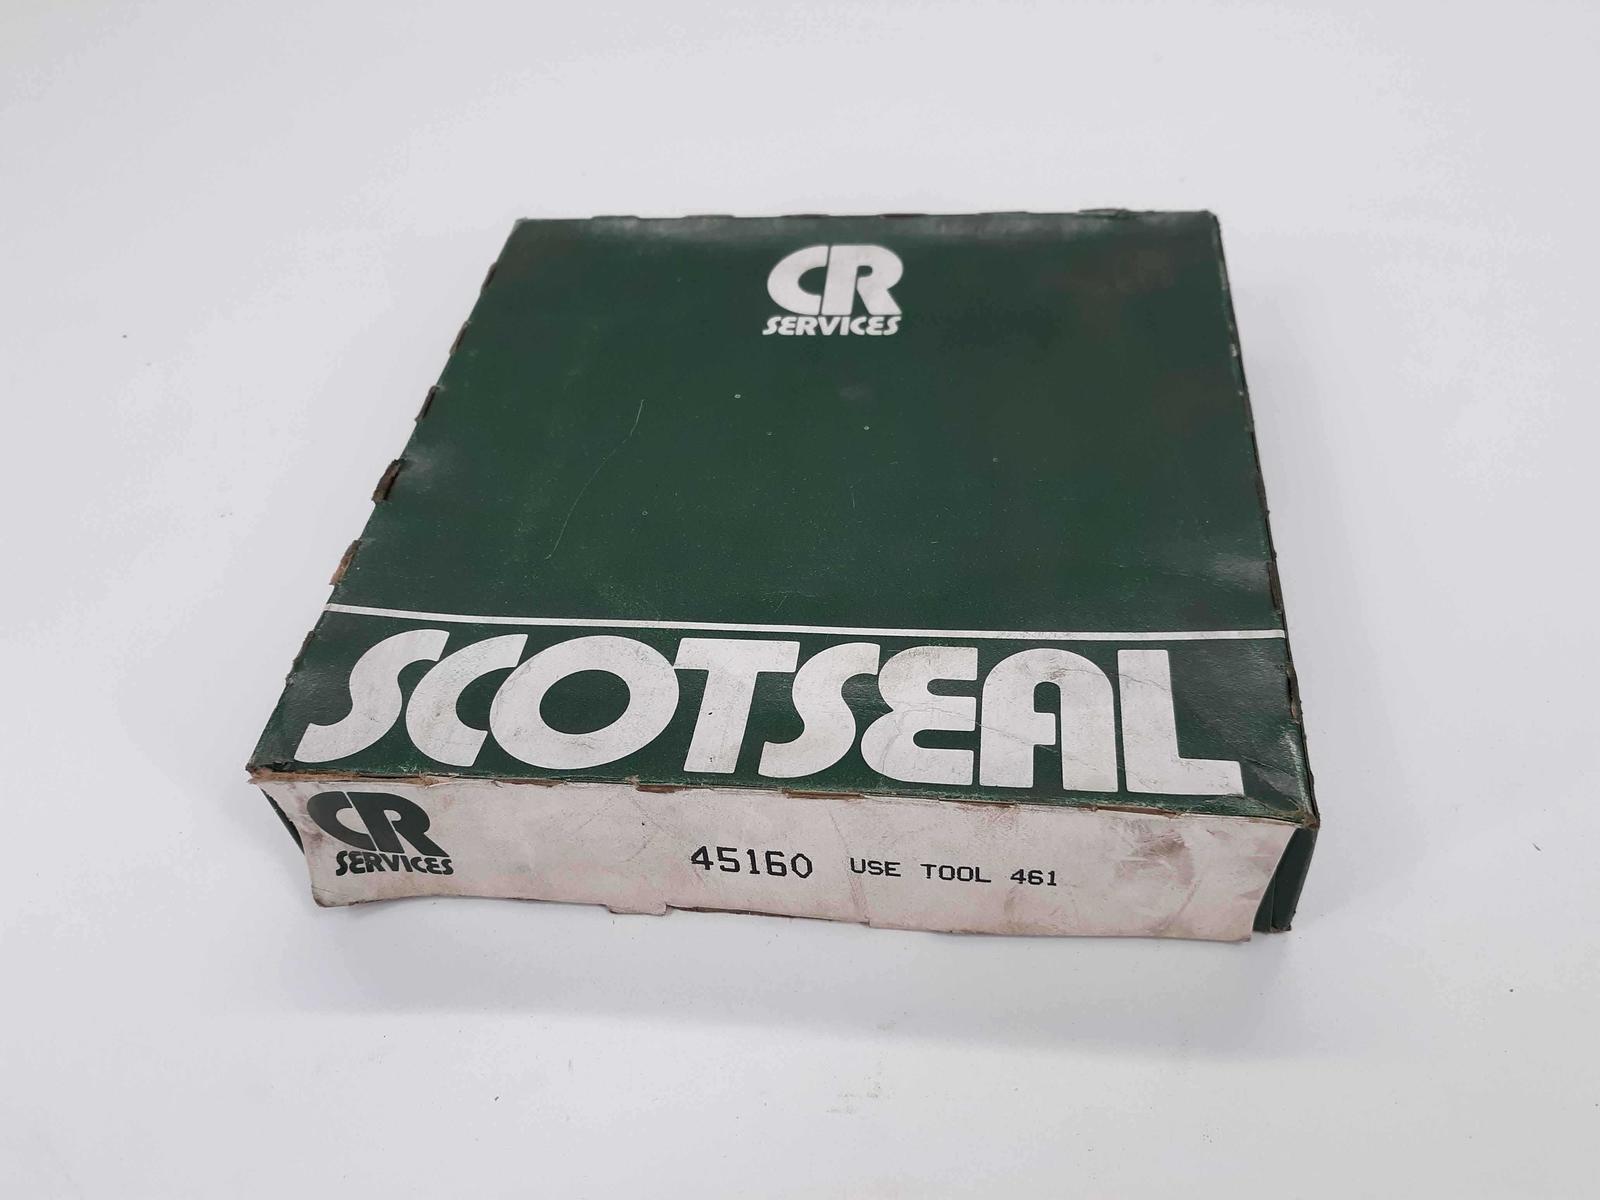 CR
SERVICES
SCOTSEAL
CR
SERVICES
45160 USE TOOL 461